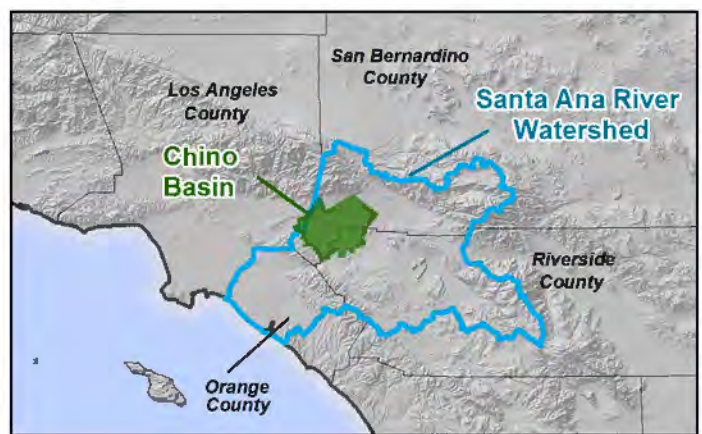 San Bernardino
County
Los Angeles
County
Santa Ana River
Watershed
Chino
Basin
Riverside
County
Orange
County